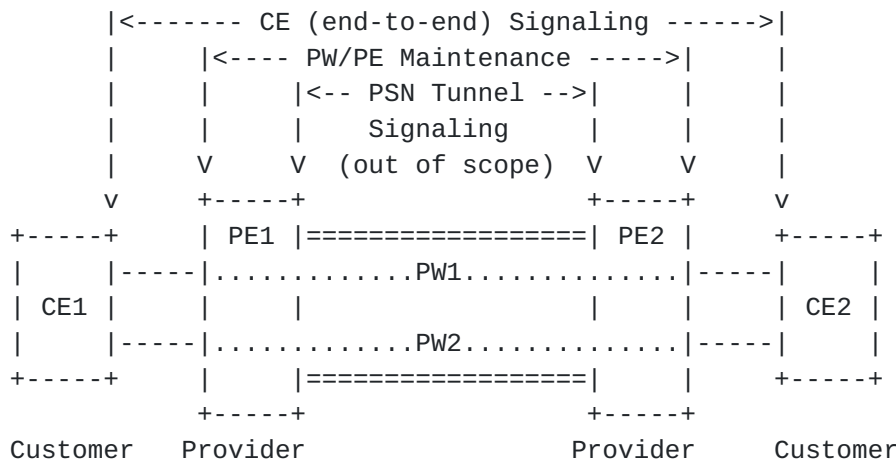 |<------- CE (end-to-end) Signaling ------>|
|     |<---- PW/PE Maintenance ----->|     |
|     |     |<-- PSN Tunnel -->|     |     |
|     |     |    Signaling     |     |     |
|     V     V  (out of scope)  V     V     |
v     +-----+                  +-----+     v
+-----+     | PE1 |==================| PE2 |     +-----+
|     |-----|.............PW1..............|-----|     |
| CE1 |     |     |                  |     |     | CE2 |
|     |-----|.............PW2..............|-----|     |
+-----+     |     |==================|     |     +-----+
+-----+                  +-----+
Customer   Provider                 Provider     Customer